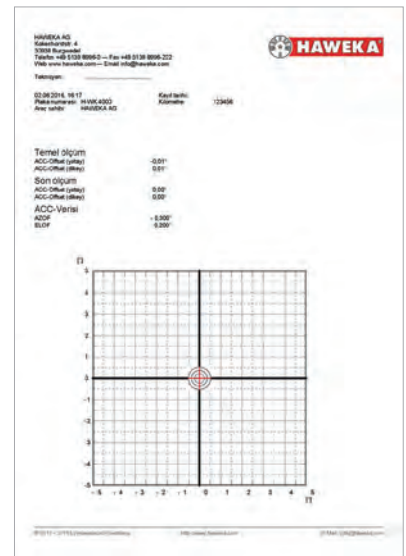 HAWEKA AG
Kokenhorststr. 4
30938 Burgwedel
Telefon +49 5139 8996-0 — Fax +49 5139 8996-222
Web www.haweka.com — Email info@haweka.com
HAWEKA
Teknisyen:
02.06.2016, 16:17
Kayıt tarihi:
Plaka numarası: H-WK 4003
Kilometre: 123456
Araç sahibi: HAWEKA AG
Temel ölçüm
ACC-Offset (yatay) -0,01°
ACC-Offset (dikey) 0,01°
Son ölçüm
ACC-Offset (yatay) 0,00°
ACC-Offset (dikey) 0,00°
ACC-Verisi
AZOF - 0,000°
ELOF 0,000°
[']
5
4
3
2
1
0
-1
-2
-3
-4
-5
-5 -4 -3 -2 -1 0 1 2 3 4 5
[']
http://www.haweka.com